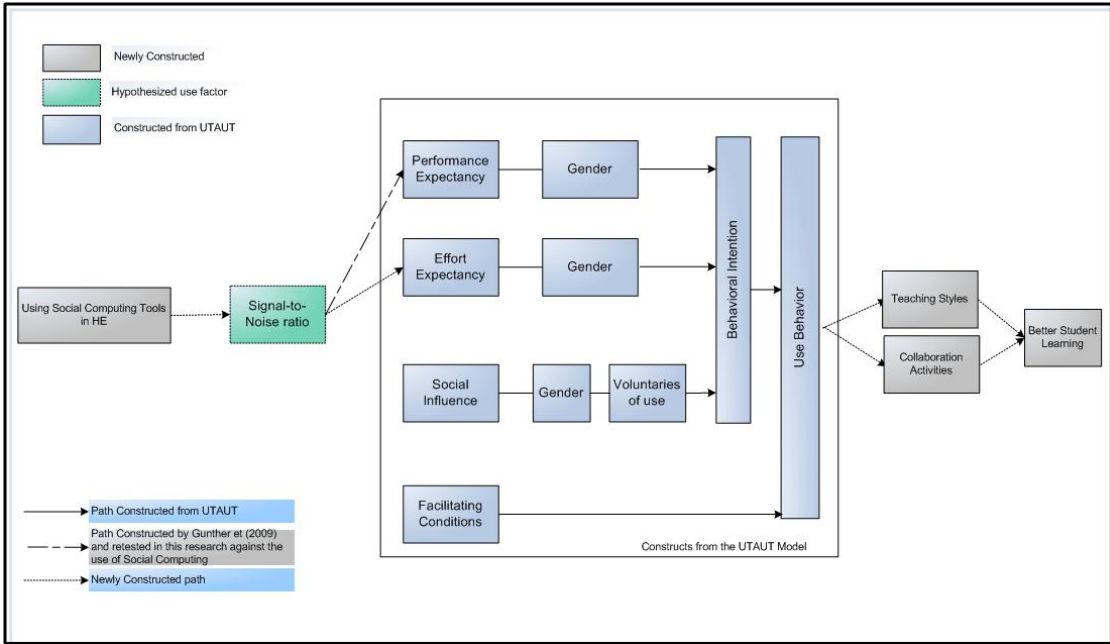 Newly Constructed
Hypothesized use factor
Constructed from UTAUT
Performance
Expectancy
Gender
Effort
Expectancy
Gender
Behavioral Intention
Use Behavior
Using Social Computing Tools
in HE
Signal-to-
Noise ratio
Teaching Styles
Collaboration
Activities
Better Student
Learning
Social
Influence
Gender
Voluntaries
of use
Facilitating
Conditions
Constructs from the UTAUT Model
Path Constructed from UTAUT
Path Constructed by Gunther et (2009)
and retested in this research against the
use of Social Computing
Newly Constructed path